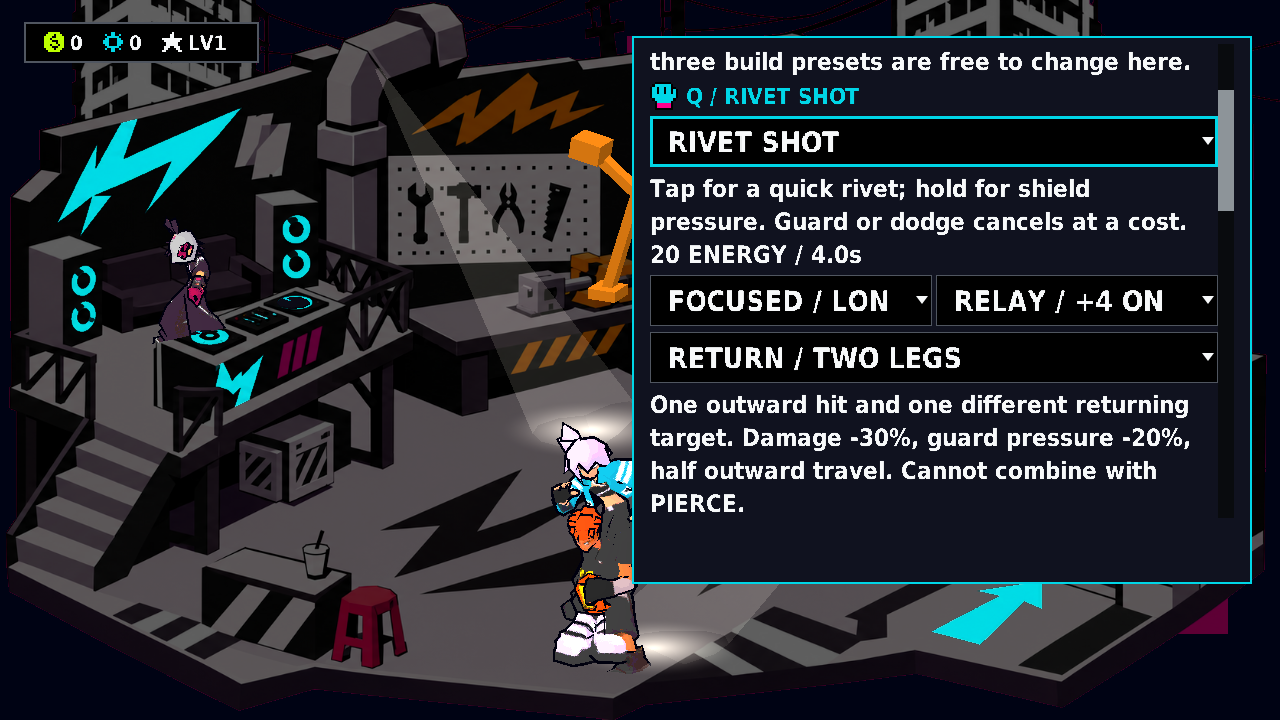 0 0 LV1
three build presets are free to change here.
Q / RIVET SHOT
RIVET SHOT
Tap for a quick rivet; hold for shield
pressure. Guard or dodge cancels at a cost.
20 ENERGY / 4.0s
FOCUSED / LON RELAY / +4 ON
RETURN / TWO LEGS
One outward hit and one different returning
target. Damage -30%, guard pressure -20%,
half outward travel. Cannot combine with
PIERCE.